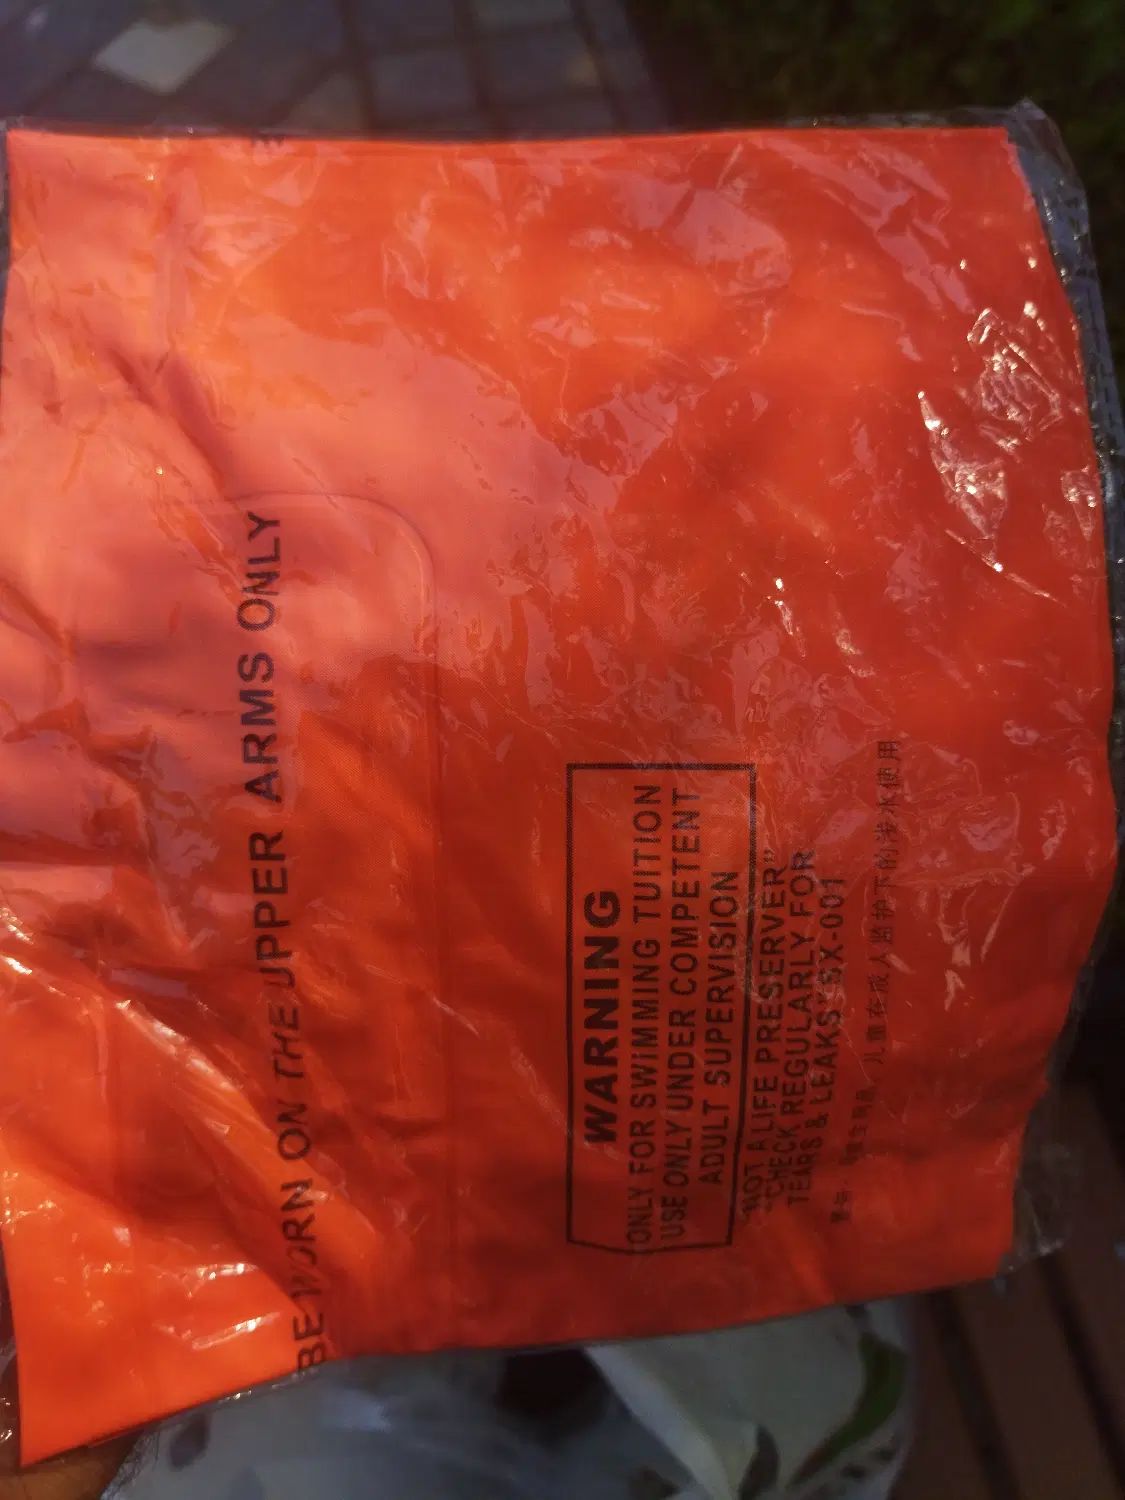 BE WORN ON THE UPPER ARMS ONLY
WARNING
ONLY FOR SWIMMING TUITION
USE ONLY UNDER COMPETENT
ADULT SUPERVISION
"NOT A LIFE PRESERVER"
"CHECK REGULARLY FOR
TEARS & LEAKS" SX-001
儿童在成人监护下的涉水使用